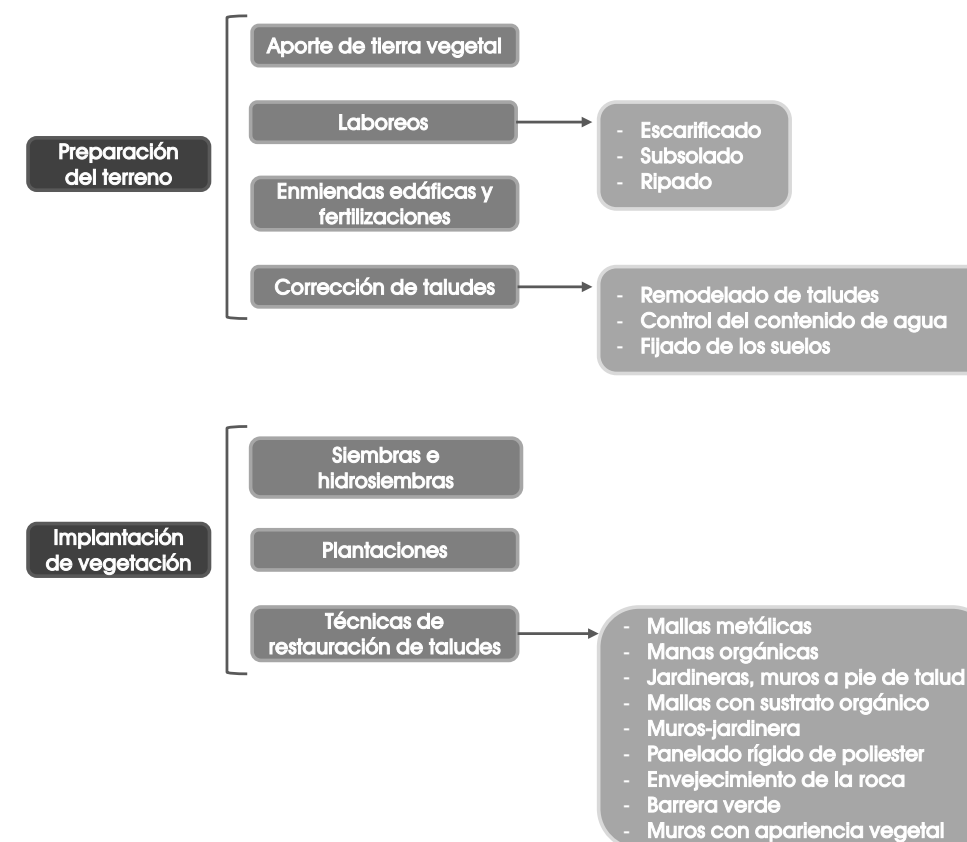 Preparación
del terreno
Aporte de tierra vegetal
Laboreos
- Escarificado
- Subsolado
- Ripado
Enmiendas edáficas y
fertilizaciones
Corrección de taludes
- Remodelado de taludes
- Control del contenido de agua
- Fijado de los suelos
Implantación
de vegetación
Siembras e
hidrosiembras
Plantaciones
Técnicas de
restauración de taludes
- Mallas metálicas
- Manas orgánicas
- Jardineras, muros a pie de talud
- Mallas con sustrato orgánico
- Muros-jardinera
- Panelado rígido de poliester
- Envejecimiento de la roca
- Barrera verde
- Muros con apariencia vegetal